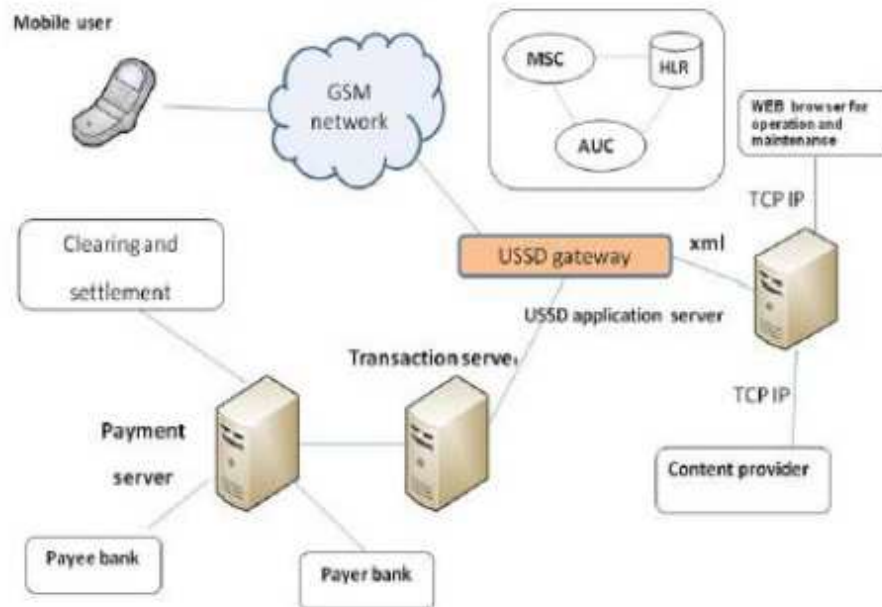 Mobile user
GSM
network
MSC
HLR
AUC
WEB browser for
operation and
maintenance
TCP IP
Clearing and
settlement
USSD gateway
xml
USSD application server
Transaction server
TCP IP
Payment
server
Content provider
Payee bank
Payer bank